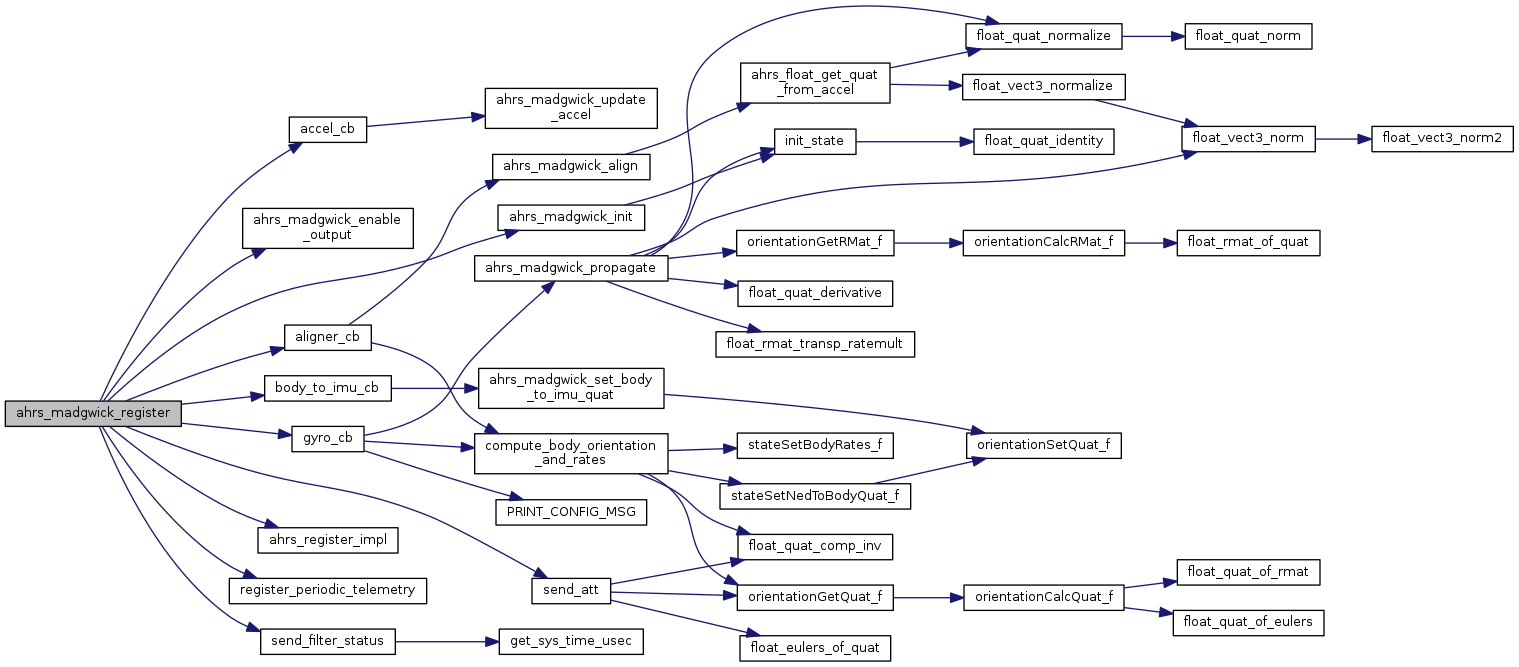 ahrs_madgwick_register
accel_cb
ahrs_madgwick_enable
_output
aligner_cb
body_to_imu_cb
gyro_cb
ahrs_register_impl
register_periodic_telemetry
send_filter_status
ahrs_madgwick_update
_accel
ahrs_madgwick_align
ahrs_madgwick_init
ahrs_madgwick_propagate
ahrs_madgwick_set_body
_to_imu_quat
compute_body_orientation
_and_rates
PRINT_CONFIG_MSG
send_att
get_sys_time_usec
ahrs_float_get_quat
_from_accel
init_state
orientationGetRMat_f
float_quat_derivative
float_rmat_transp_ratemult
stateSetBodyRates_f
stateSetNedToBodyQuat_f
float_quat_comp_inv
orientationGetQuat_f
float_eulers_of_quat
float_quat_normalize
float_vect3_normalize
float_quat_identity
orientationCalcRMat_f
orientationSetQuat_f
orientationCalcQuat_f
float_quat_norm
float_vect3_norm
float_rmat_of_quat
float_quat_of_rmat
float_quat_of_eulers
float_vect3_norm2